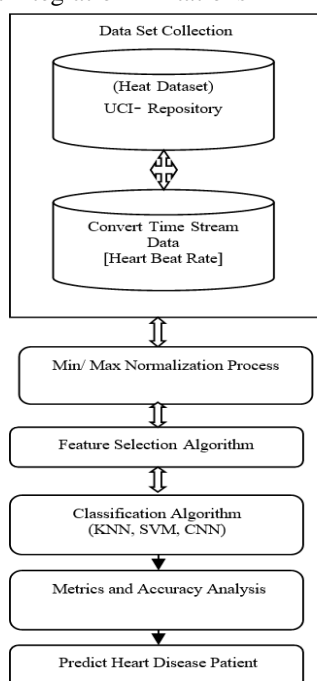 Data Set Collection
(Heat Dataset)
UCI- Repository
Convert Time Stream
Data
[Heart Beat Rate]
Min/ Max Normalization Process
Feature Selection Algorithm
Classification Algorithm
(KNN, SVM, CNN)
Metrics and Accuracy Analysis
Predict Heart Disease Patient